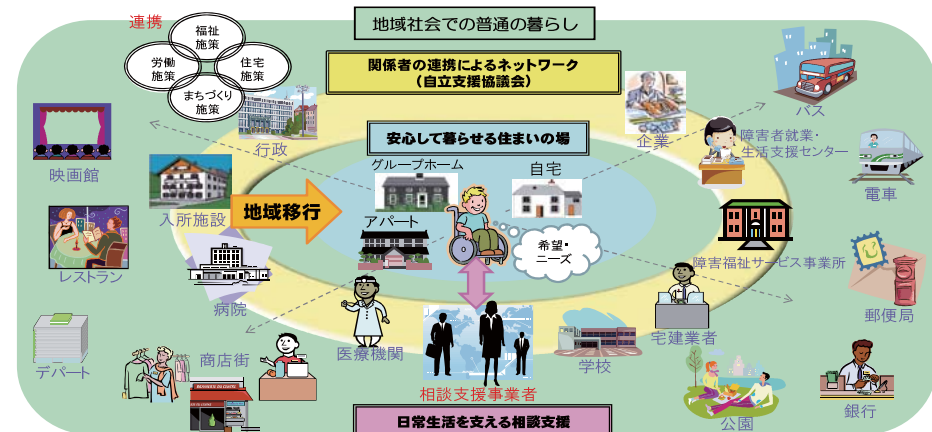 地域社会での普通の暮らし
連携
福祉
施策
労働
施策
住宅
施策
まちづくり
施策
関係者の連携によるネットワーク
(自立支援協議会)
安心して暮らせる住まいの場
行政
企業
バス
障害者就業・
生活支援センター
映画館
グループホーム
自宅
電車
入所施設
地域移行
アパート
希望・
ニーズ
レストラン
病院
障害福祉サービス事業所
郵便局
医療機関
宅建業者
学校
デパート
商店街
相談支援事業者
公園
銀行
日常生活を支える相談支援